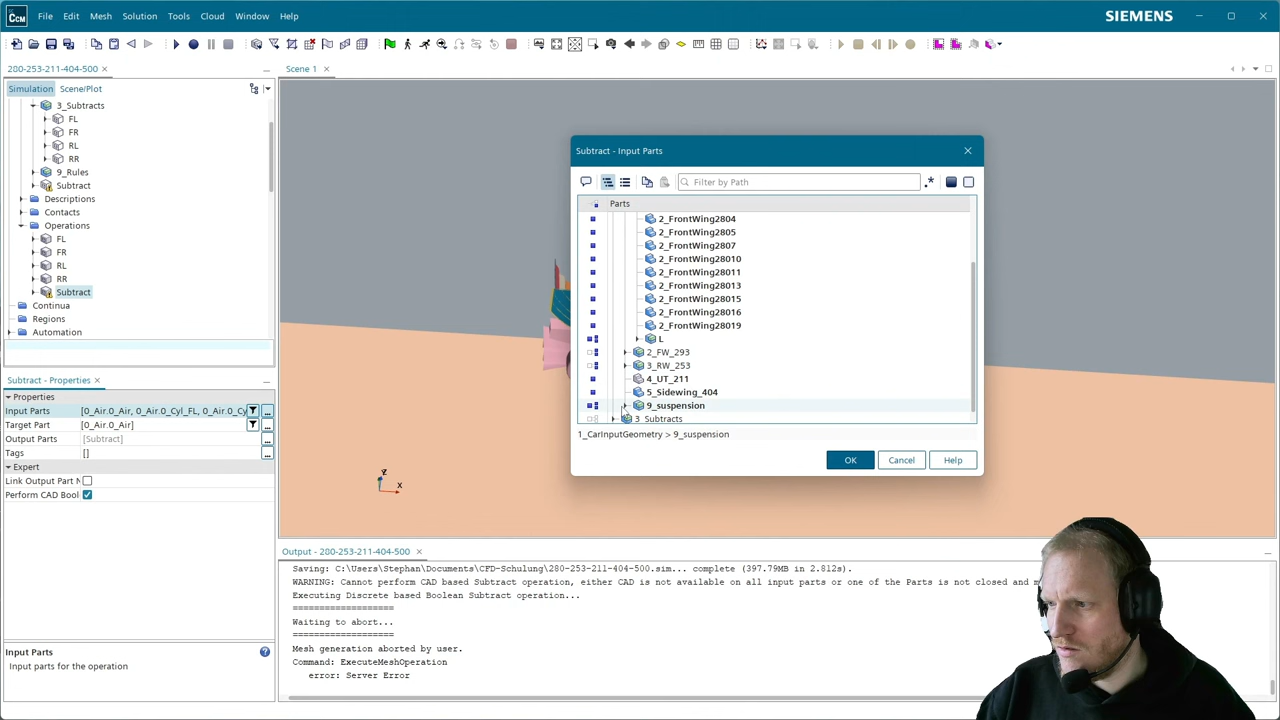 CCM File Edit Mesh Solution Tools Cloud Window Help SIEMENS
280-253-211-404-500 Scene 1
Simulation Scene/Plot
3_Subtracts
FL
FR
RL
RR
9_Rules
Subtract
Descriptions
Contacts
Operations
FL
FR
RL
RR
Subtract
Continua
Regions
Automation
Subtract - Properties
Properties
Input Parts [0_Air.0_Air, 0_Air.0_Cyl_FL, 0_Air.0_Cy ...
Target Part [0_Air.0_Air] ...
Output Parts [Subtract] ...
Tags [] ...
Expert
Link Output Part N
Perform CAD Bool
Input Parts
Input parts for the operation
Subtract - Input Parts
Filter by Path
Parts
2_FrontWing2804
2_FrontWing2805
2_FrontWing2807
2_FrontWing28010
2_FrontWing28011
2_FrontWing28013
2_FrontWing28015
2_FrontWing28016
2_FrontWing28019
L
2_FW_293
3_RW_253
4_UT_211
5_Sidewing_404
9_suspension
3 Subtracts
1_CarInputGeometry > 9_suspension
OK Cancel Help
Z
X
Output - 280-253-211-404-500
Saving: C:\Users\Stephan\Documents\CFD-Schulung\280-253-211-404-500.sim... complete (397.79MB in 2.812s).
WARNING: Cannot perform CAD based Subtract operation, either CAD is not available on all input parts or one of the Parts is not closed and m
Executing Discrete based Boolean Subtract operation...
===================
Waiting to abort...
===================
Mesh generation aborted by user.
Command: ExecuteMeshOperation
error: Server Error